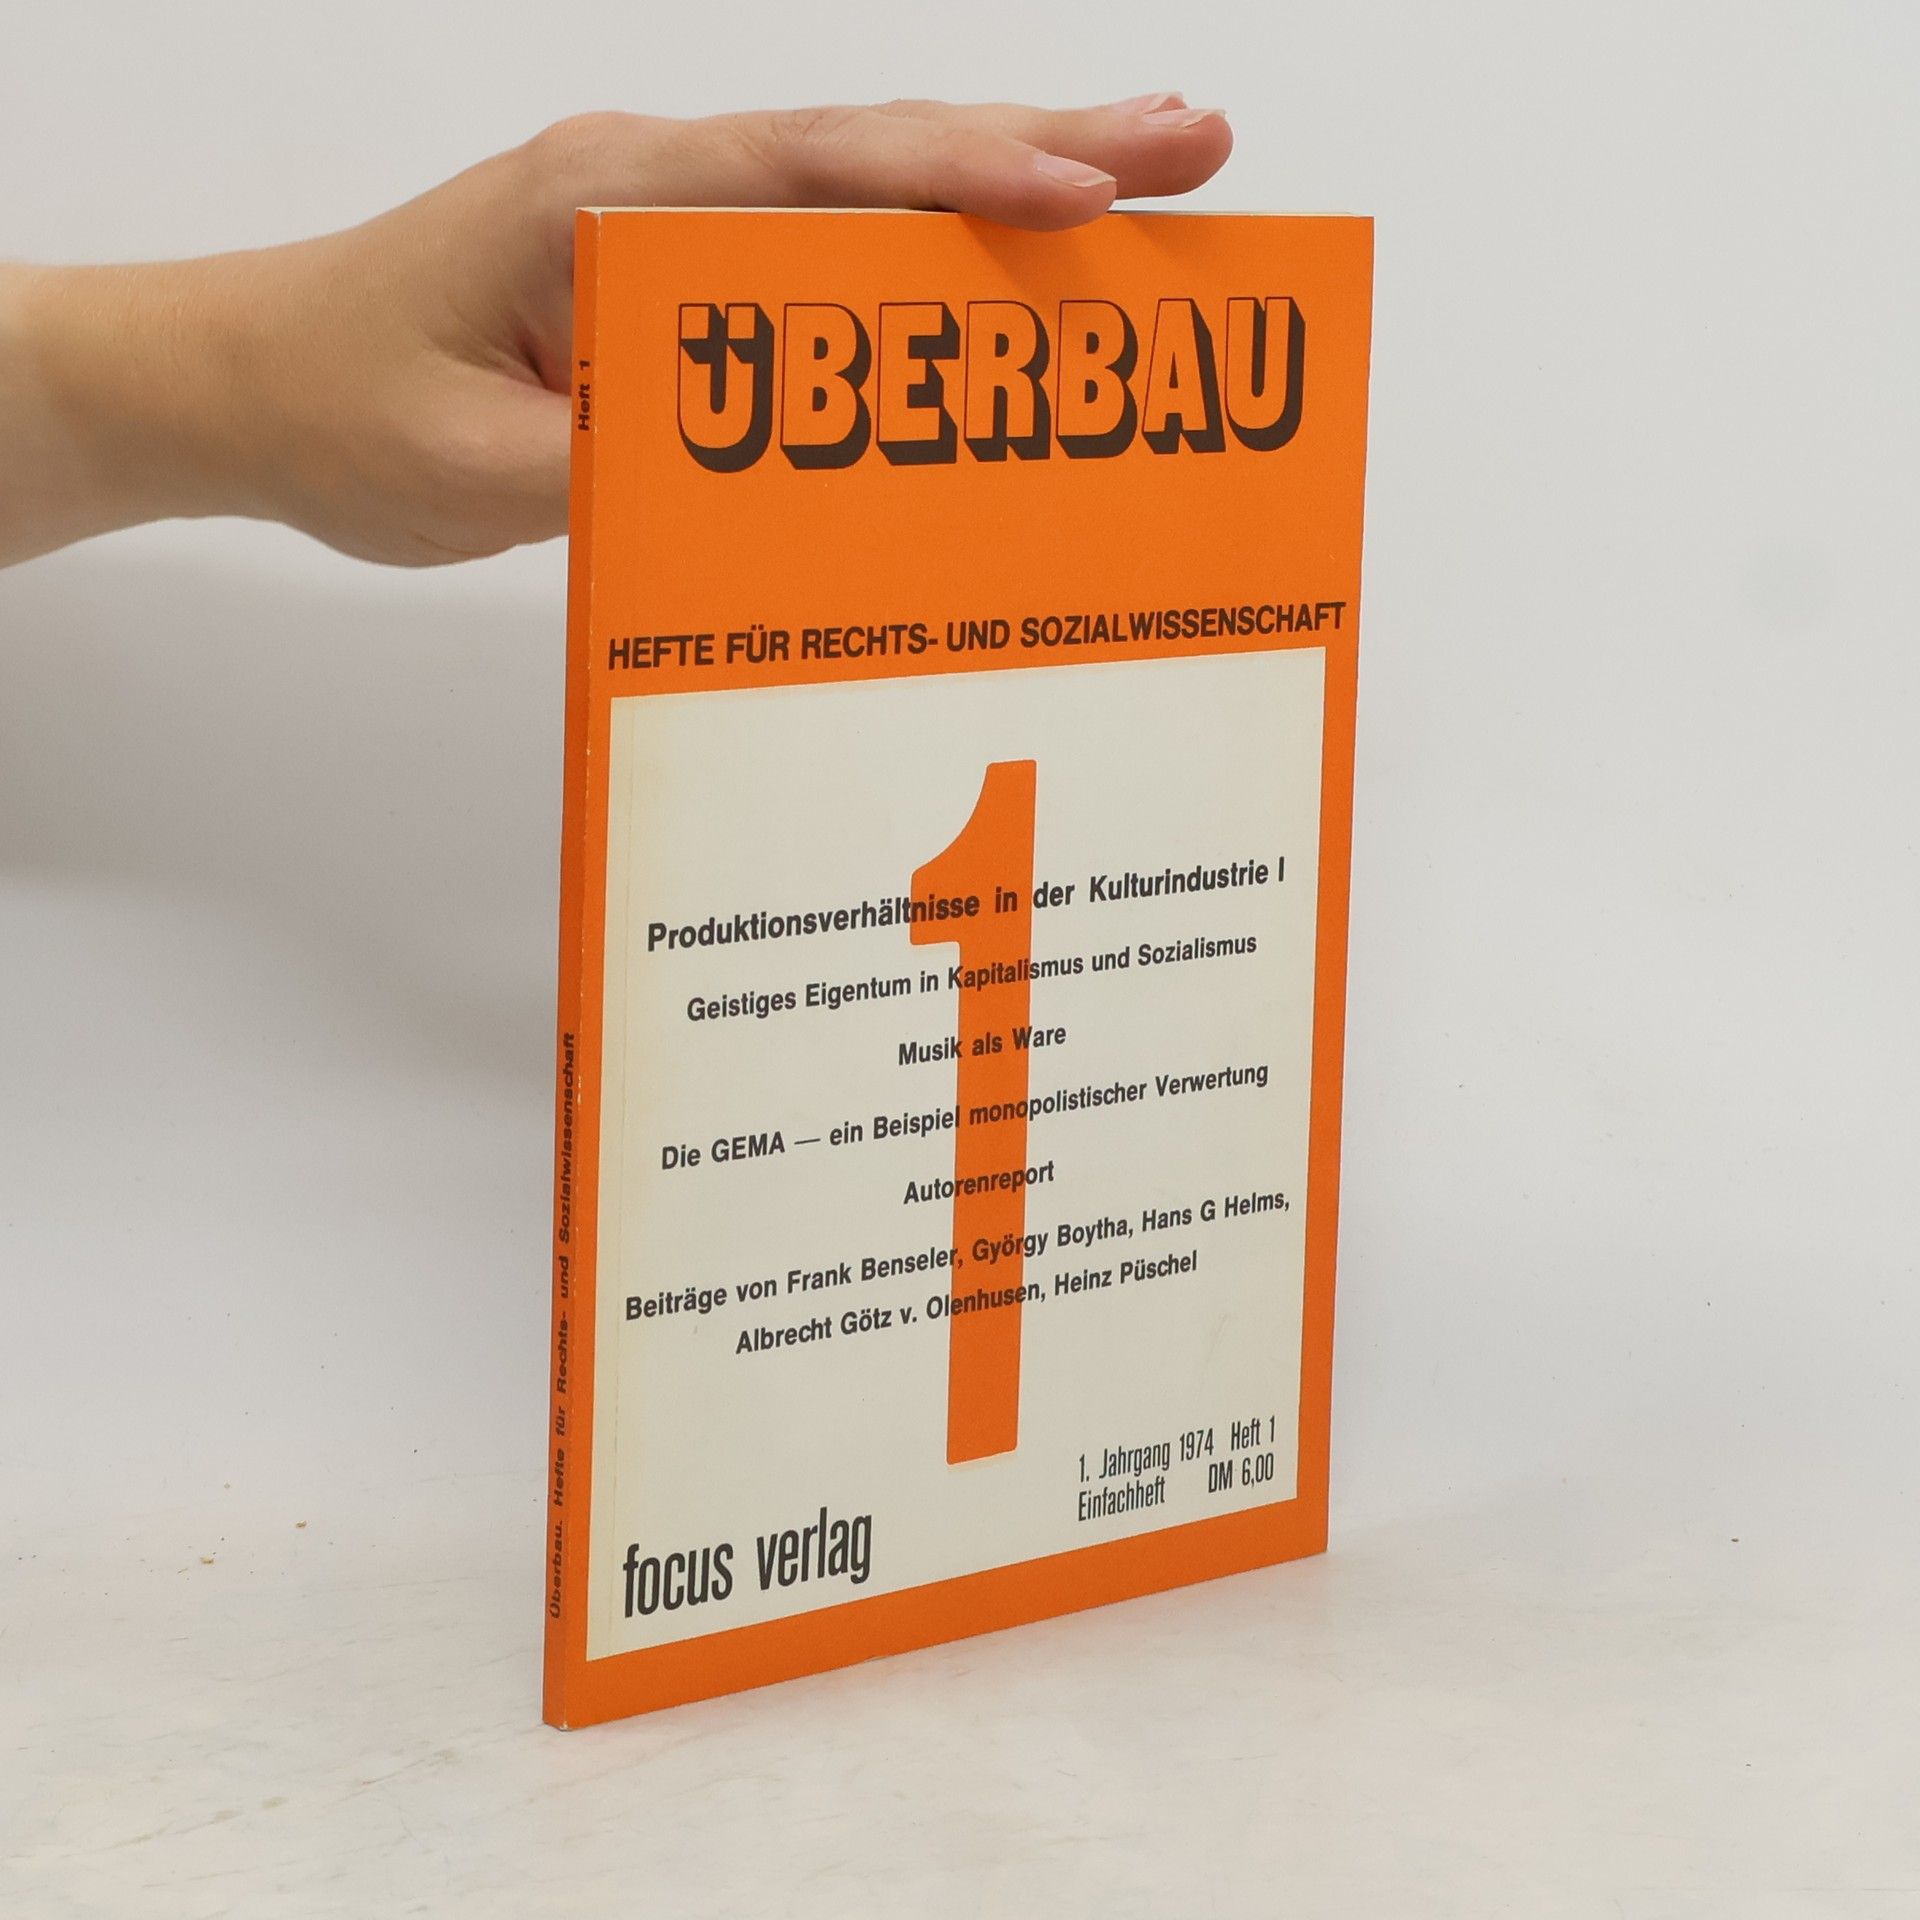 ÜBERBAU
HEFTE FÜR RECHTS- UND SOZIALWISSENSCHAFT
1
Produktionsverhältnisse in der Kulturindustrie I
Geistiges Eigentum in Kapitalismus und Sozialismus
Musik als Ware
Die GEMA — ein Beispiel monopolistischer Verwertung
Autorenreport
Beiträge von Frank Benseler, György Boytha, Hans G Helms,
Albrecht Götz v. Olenhusen, Heinz Püschel
1. Jahrgang 1974 Heft 1
Einfachheft DM 6,00
focus verlag
Überbau. Hefte für Rechts- und Sozialwissenschaft
Heft 1